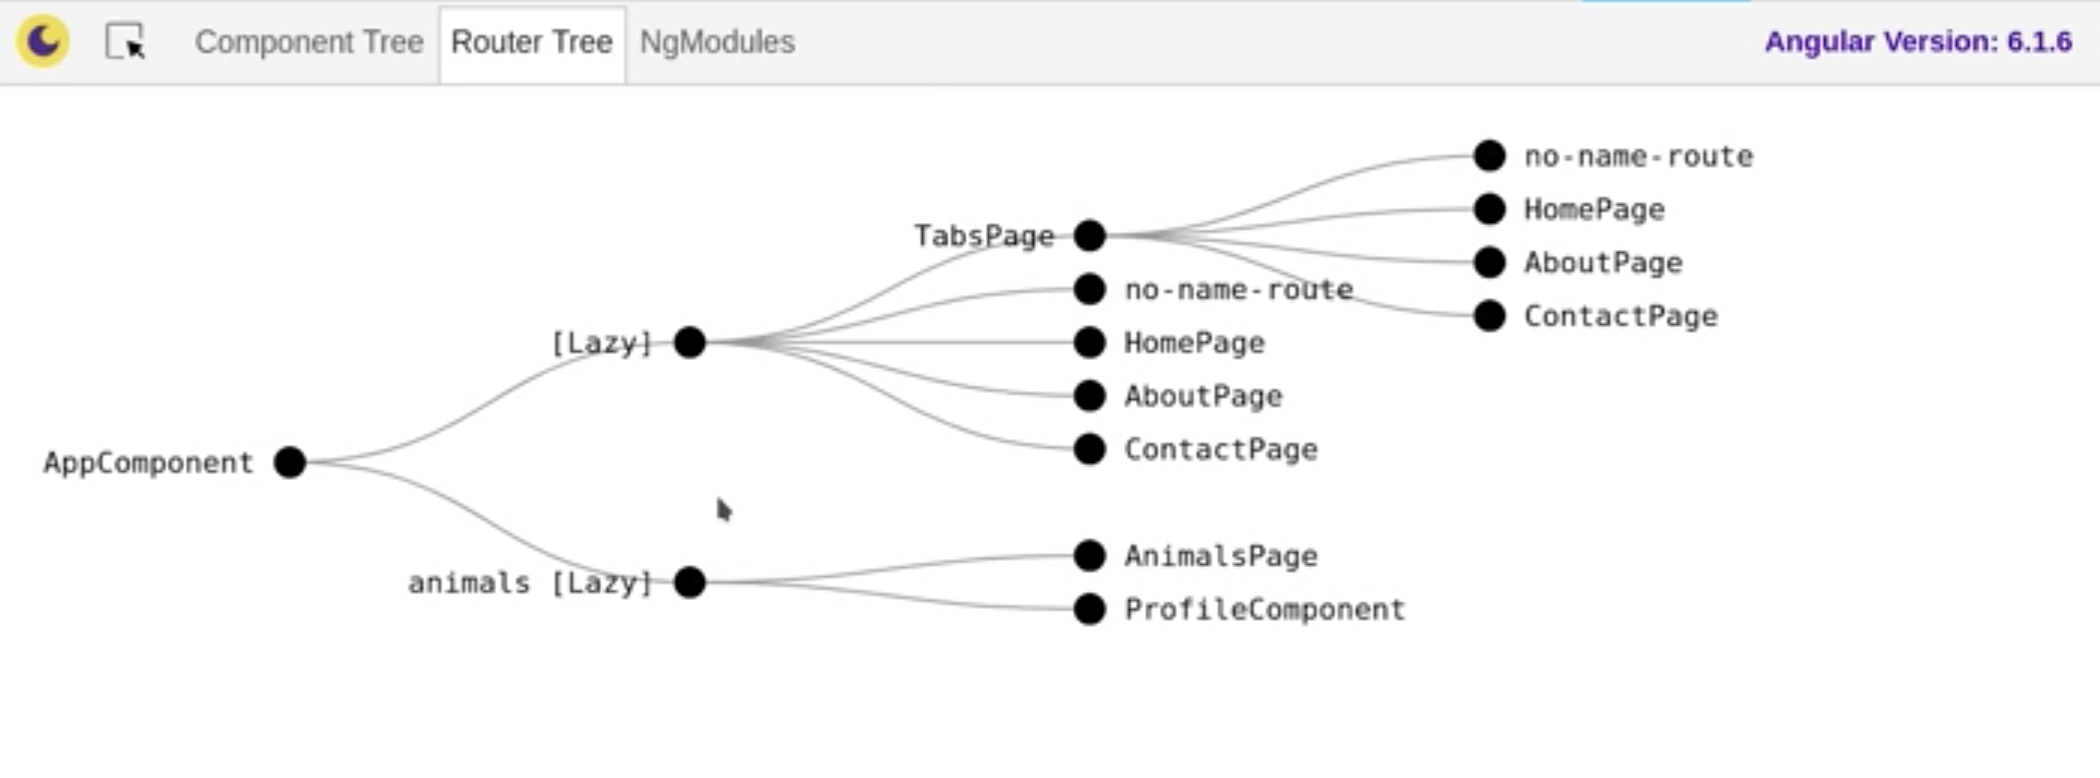 Component Tree
Router Tree
NgModules
Angular Version: 6.1.6
no-name-route
HomePage
TabsPage
AboutPage
no-name-route
ContactPage
[Lazy]
HomePage
AboutPage
ContactPage
AppComponent
AnimalsPage
animals [Lazy]
ProfileComponent